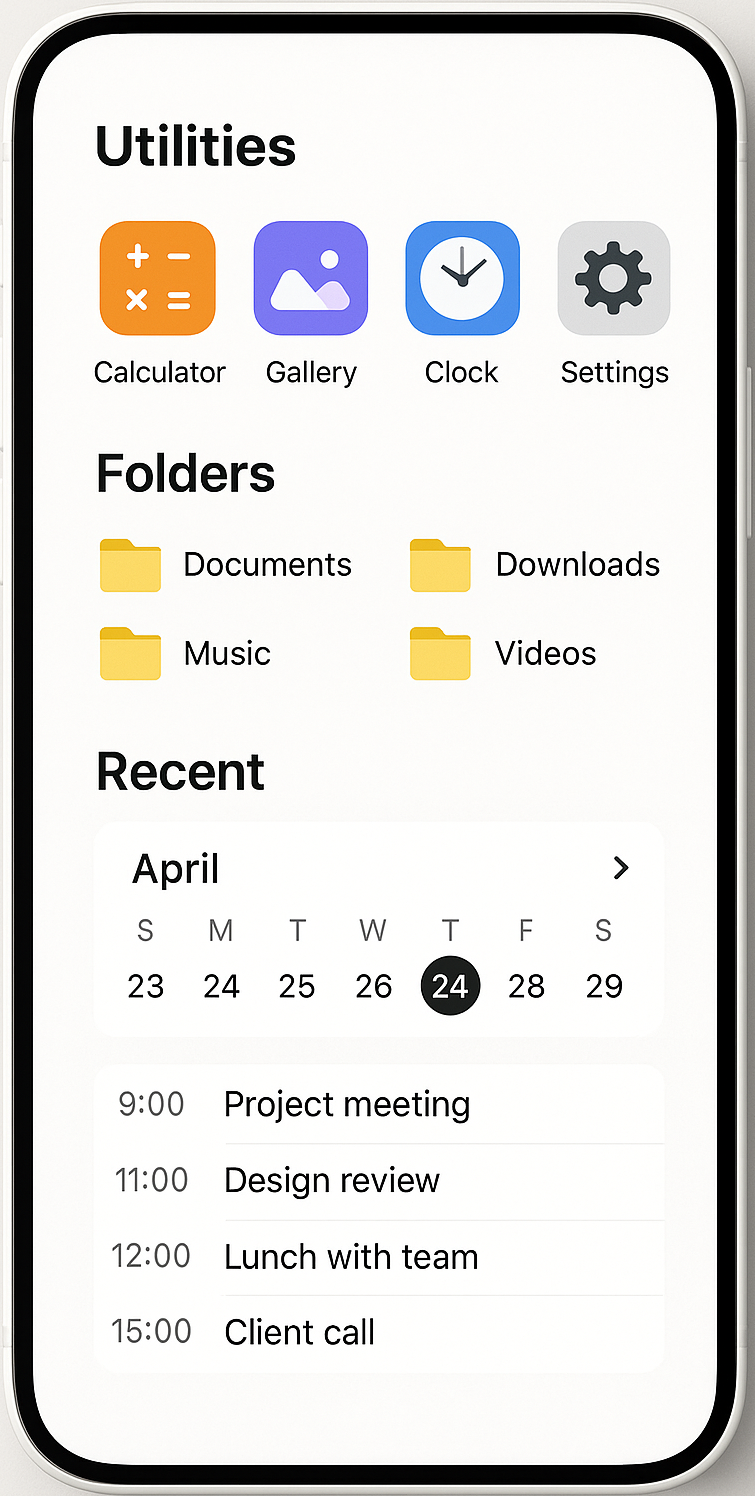 Utilities
Calculator Gallery Clock Settings
Folders
Documents Downloads
Music Videos
Recent
April
S M T W T F S
23 24 25 26 24 28 29
9:00 Project meeting
11:00 Design review
12:00 Lunch with team
15:00 Client call